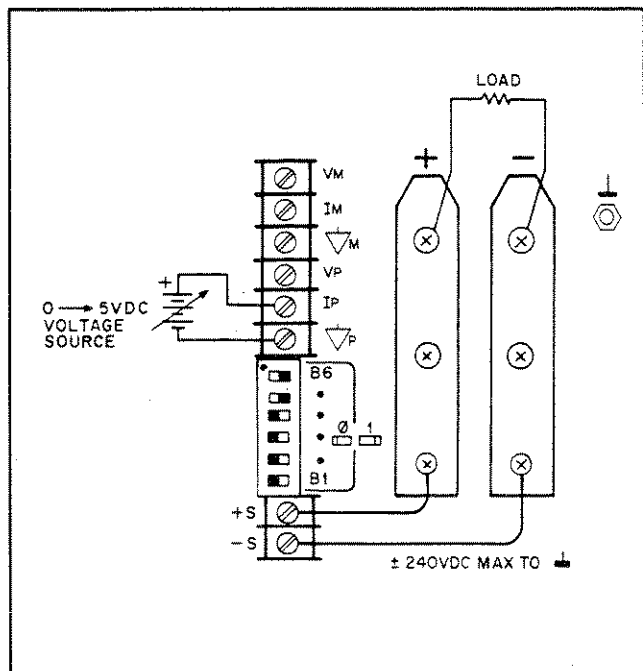 LOAD
+ −
VM
IM
▽M
VP
+
IP
0 → 5VDC
VOLTAGE
SOURCE
▽P
B6
Ø 1
B1
+S
−S
± 240VDC MAX TO ⏚